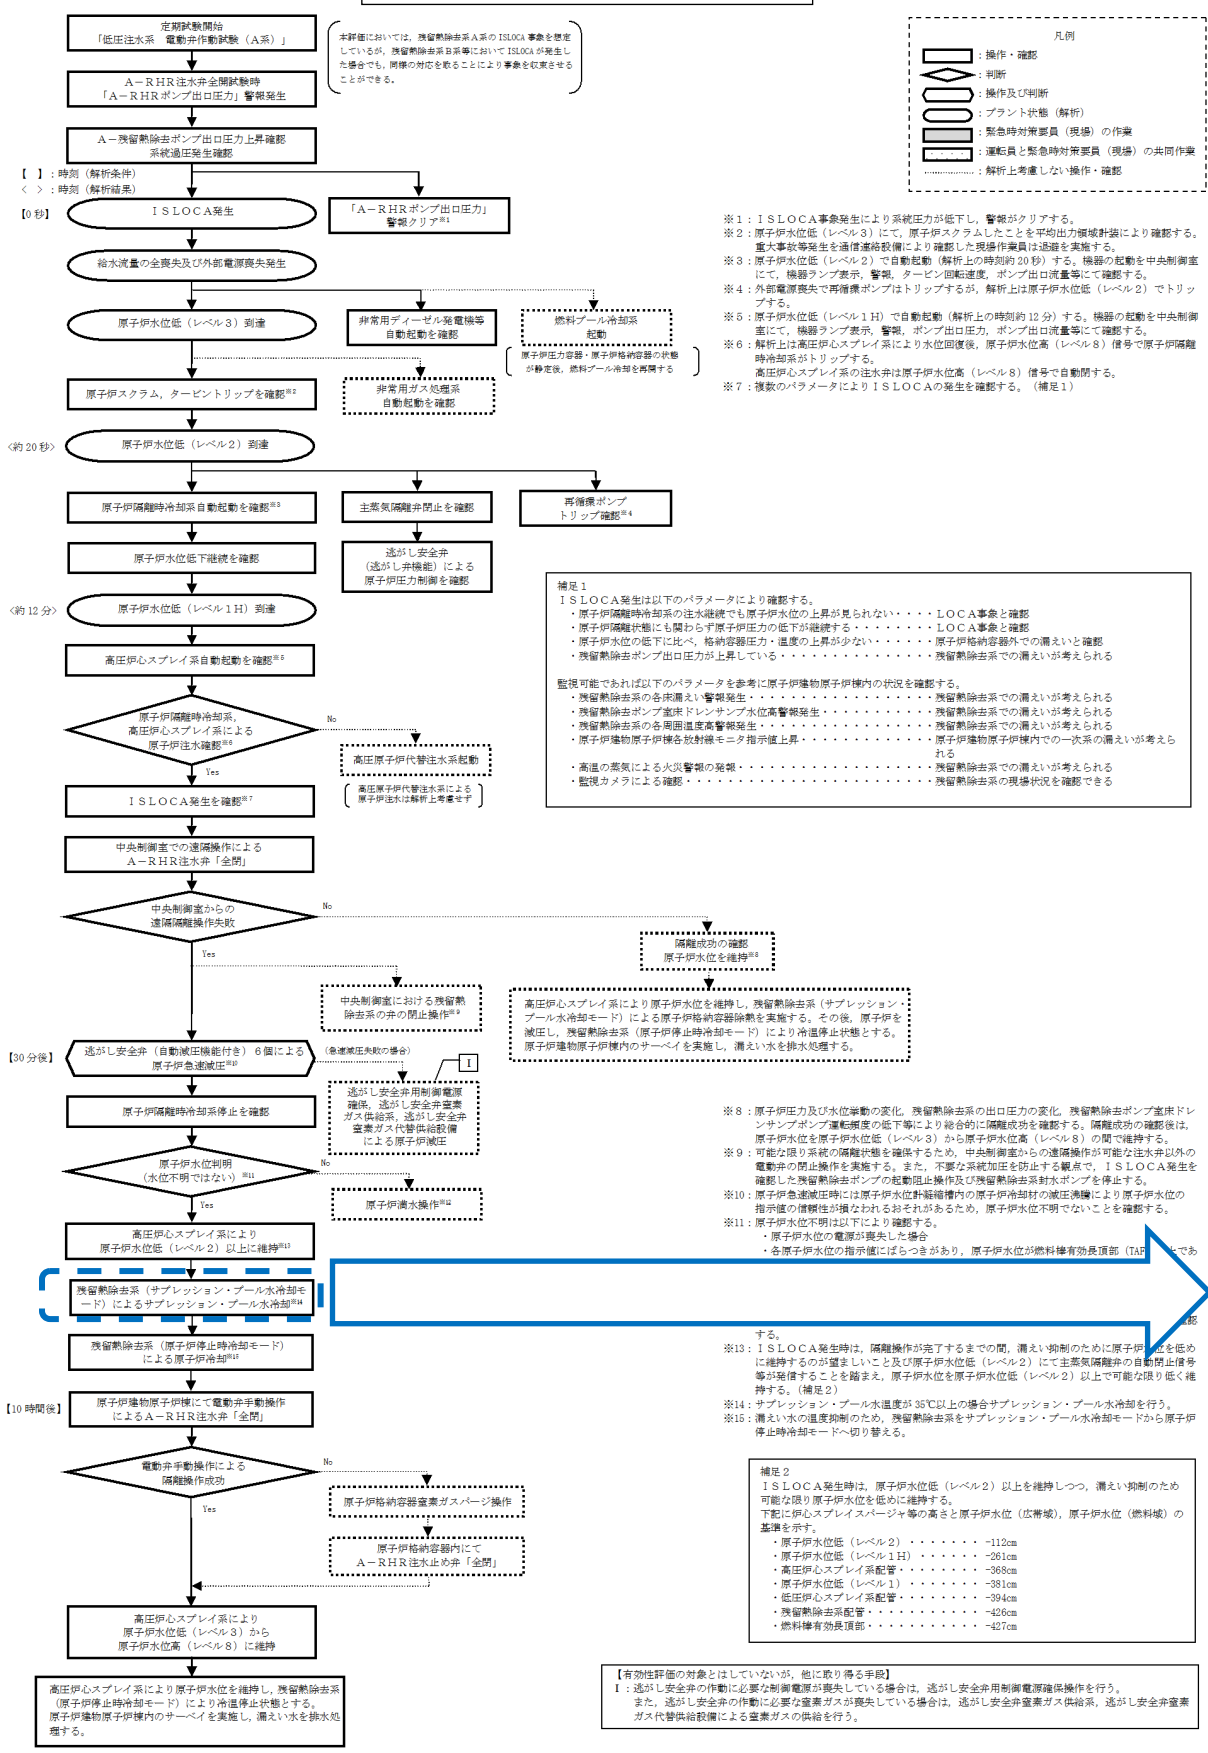 定期試験開始
「低圧注水系　電動弁作動試験（A系）」
本評価においては，残留熱除去系A系のISLOCA事象を想定
しているが，残留熱除去系B系等においてISLOCAが発生し
た場合でも，同様の対応を取ることにより事象を収束させる
ことができる。
凡例
：操作・確認
：判断
：操作及び判断
：プラント状態（解析）
：緊急時対策要員（現場）の作業
：運転員と緊急時対策要員（現場）の共同作業
：解析上考慮しない操作・確認
A－RHR注水弁全開試験時
「A－RHRポンプ出口圧力」警報発生
A－残留熱除去ポンプ出口圧力上昇確認
系統過圧発生確認
【　】：時刻（解析条件）
＜　＞：時刻（解析結果）
【0秒】
ISLOCA発生
「A－RHRポンプ出口圧力」
警報クリア※1
給水流量の全喪失及び外部電源喪失発生
原子炉水位低（レベル3）到達
非常用ディーゼル発電機等
自動起動を確認
燃料プール冷却系
起動
原子炉圧力容器・原子炉格納容器の状態
が静定後，燃料プール冷却を再開する
原子炉スクラム，タービントリップを確認※2
非常用ガス処理系
自動起動を確認
＜約20秒＞
原子炉水位低（レベル2）到達
原子炉隔離時冷却系自動起動を確認※3
主蒸気隔離弁閉止を確認
再循環ポンプ
トリップ確認※4
原子炉水位低下継続を確認
逃がし安全弁
（逃がし弁機能）による
原子炉圧力制御を確認
＜約12分＞
原子炉水位低（レベル1H）到達
高圧炉心スプレイ系自動起動を確認※5
原子炉隔離時冷却系，
高圧炉心スプレイ系による
原子炉注水確認※6
No
Yes
高圧原子炉代替注水系起動
高圧原子炉代替注水系による
原子炉注水は解析上考慮せず
ISLOCA発生を確認※7
中央制御室での遠隔操作による
A－RHR注水弁「全閉」
中央制御室からの
遠隔隔離操作失敗
No
Yes
隔離成功の確認
原子炉水位を維持※8
中央制御室における残留熱
除去系の弁の閉止操作※9
高圧炉心スプレイ系により原子炉水位を維持し，残留熱除去系（サプレッション・
プール水冷却モード）による原子炉格納容器除熱を実施する。その後，原子炉を
減圧し，残留熱除去系（原子炉停止時冷却モード）により冷温停止状態とする。
原子炉建物原子炉棟内のサーベイを実施し，漏えい水を排水処理する。
【30分後】
逃がし安全弁（自動減圧機能付き）6個による
原子炉急速減圧※10
（急速減圧失敗の場合）
I
逃がし安全弁用制御電源
確保，逃がし安全弁窒素
ガス供給系，逃がし安全弁
窒素ガス代替供給設備
による原子炉減圧
原子炉隔離時冷却系停止を確認
原子炉水位判明
（水位不明ではない）※11
No
Yes
原子炉満水操作※12
高圧炉心スプレイ系により
原子炉水位低（レベル2）以上に維持※13
残留熱除去系（サプレッション・プール水冷却モ
ード）によるサプレッション・プール水冷却※14
残留熱除去系（原子炉停止時冷却モード）
による原子炉冷却※15
【10時間後】
原子炉建物原子炉棟にて電動弁手動操作
によるA－RHR注水弁「全閉」
電動弁手動操作による
隔離操作成功
No
Yes
原子炉格納容器窒素ガスパージ操作
原子炉格納容器内にて
A－RHR注水止め弁「全閉」
高圧炉心スプレイ系により
原子炉水位低（レベル3）から
原子炉水位高（レベル8）に維持
高圧炉心スプレイ系により原子炉水位を維持し，残留熱除去系
（原子炉停止時冷却モード）により冷温停止状態とする。
原子炉建物原子炉棟内のサーベイを実施し，漏えい水を排水処
理する。
※1：ISLOCA事象発生により系統圧力が低下し，警報がクリアする。
※2：原子炉水位低（レベル3）にて，原子炉スクラムしたことを平均出力領域計装により確認する。
重大事故等発生を通信連絡設備により確認した現場作業員は退避を実施する。
※3：原子炉水位低（レベル2）で自動起動（解析上の時刻約20秒）する。機器の起動を中央制御室
にて，機器ランプ表示，警報，タービン回転速度，ポンプ出口流量等にて確認する。
※4：外部電源喪失で再循環ポンプはトリップするが，解析上は原子炉水位低（レベル2）でトリッ
プする。
※5：原子炉水位低（レベル1H）で自動起動（解析上の時刻約12分）する。機器の起動を中央制御
室にて，機器ランプ表示，警報，ポンプ出口圧力，ポンプ出口流量等にて確認する。
※6：解析上は高圧炉心スプレイ系により水位回復後，原子炉水位高（レベル8）信号で原子炉隔離
時冷却系がトリップする。
高圧炉心スプレイ系の注水弁は原子炉水位高（レベル8）信号で自動閉する。
※7：複数のパラメータによりISLOCAの発生を確認する。（補足1）
補足1
ISLOCA発生は以下のパラメータにより確認する。
・原子炉隔離時冷却系の注水継続でも原子炉水位の上昇が見られない・・・・LOCA事象と確認
・原子炉隔離状態にも関わらず原子炉圧力の低下が継続する・・・・・・・・LOCA事象と確認
・原子炉水位の低下に比べ，格納容器圧力・温度の上昇が少ない・・・・・・原子炉格納容器外での漏えいと確認
・残留熱除去ポンプ出口圧力が上昇している・・・・・・・・・・・・・・・残留熱除去系での漏えいが考えられる
監視可能であれば以下のパラメータを参考に原子炉建物原子炉棟内の状況を確認する。
・残留熱除去系の各床漏えい警報発生・・・・・・・・・・・・・・・・・・残留熱除去系での漏えいが考えられる
・残留熱除去ポンプ室床ドレンサンプ水位高警報発生・・・・・・・・・・・残留熱除去系での漏えいが考えられる
・残留熱除去系の各周囲温度高警報発生・・・・・・・・・・・・・・・・・残留熱除去系での漏えいが考えられる
・原子炉建物原子炉棟各放射線モニタ指示値上昇・・・・・・・・・・・・・原子炉建物原子炉棟内での一次系の漏えいが考えら
れる
・高温の蒸気による火災警報の発報・・・・・・・・・・・・・・・・・・・残留熱除去系での漏えいが考えられる
・監視カメラによる確認・・・・・・・・・・・・・・・・・・・・・・・・残留熱除去系の現場状況を確認できる
※8：原子炉圧力及び水位挙動の変化，残留熱除去系の出口圧力の変化，残留熱除去ポンプ室床ドレ
ンサンプポンプ運転頻度の低下等により総合的に隔離成功を確認する。隔離成功の確認後は，
原子炉水位を原子炉水位低（レベル3）から原子炉水位高（レベル8）の間で維持する。
※9：可能な限り系統の隔離状態を確保するため，中央制御室からの遠隔操作が可能な注水弁以外の
電動弁の閉止操作を実施する。また，不要な系統加圧を防止する観点で，ISLOCA発生を
確認した残留熱除去ポンプの起動阻止操作及び残留熱除去系封水ポンプを停止する。
※10：原子炉急速減圧時には原子炉水位計凝縮槽内の原子炉冷却材の減圧沸騰により原子炉水位の
指示値の信頼性が損なわれるおそれがあるため，原子炉水位不明でないことを確認する。
※11：原子炉水位不明は以下により確認する。
・原子炉水位の電源が喪失した場合
・各原子炉水位の指示値にばらつきがあり，原子炉水位が燃料棒有効長頂部（TAF 上であ
認
する。
※13：ISLOCA発生時は，隔離操作が完了するまでの間，漏えい抑制のために原子炉水位を低め
に維持するのが望ましいこと及び原子炉水位低（レベル2）にて主蒸気隔離弁の自動閉止信号
等が発信することを踏まえ，原子炉水位を原子炉水位低（レベル2）以上で可能な限り低く維
持する。（補足2）
※14：サプレッション・プール水温度が35℃以上の場合サプレッション・プール水冷却を行う。
※15：漏えい水の温度抑制のため，残留熱除去系をサプレッション・プール水冷却モードから原子炉
停止時冷却モードへ切り替える。
補足2
ISLOCA発生時は，原子炉水位低（レベル2）以上を維持しつつ，漏えい抑制のため
可能な限り原子炉水位を低めに維持する。
下記に炉心スプレイスパージャ等の高さと原子炉水位（広帯域），原子炉水位（燃料域）の
基準を示す。
・原子炉水位低（レベル2）・・・・・・・-112cm
・原子炉水位低（レベル1H）・・・・・・-261cm
・高圧炉心スプレイ系配管・・・・・・・・-368cm
・原子炉水位低（レベル1）・・・・・・・-381cm
・低圧炉心スプレイ系配管・・・・・・・・-394cm
・残留熱除去系配管・・・・・・・・・・・-426cm
・燃料棒有効長頂部・・・・・・・・・・・-427cm
【有効性評価の対象とはしていないが，他に取り得る手段】
I：逃がし安全弁の作動に必要な制御電源が喪失している場合は，逃がし安全弁用制御電源確保操作を行う。
また，逃がし安全弁の作動に必要な窒素ガスが喪失している場合は，逃がし安全弁窒素ガス供給系，逃がし安全弁窒素
ガス代替供給設備による窒素ガスの供給を行う。